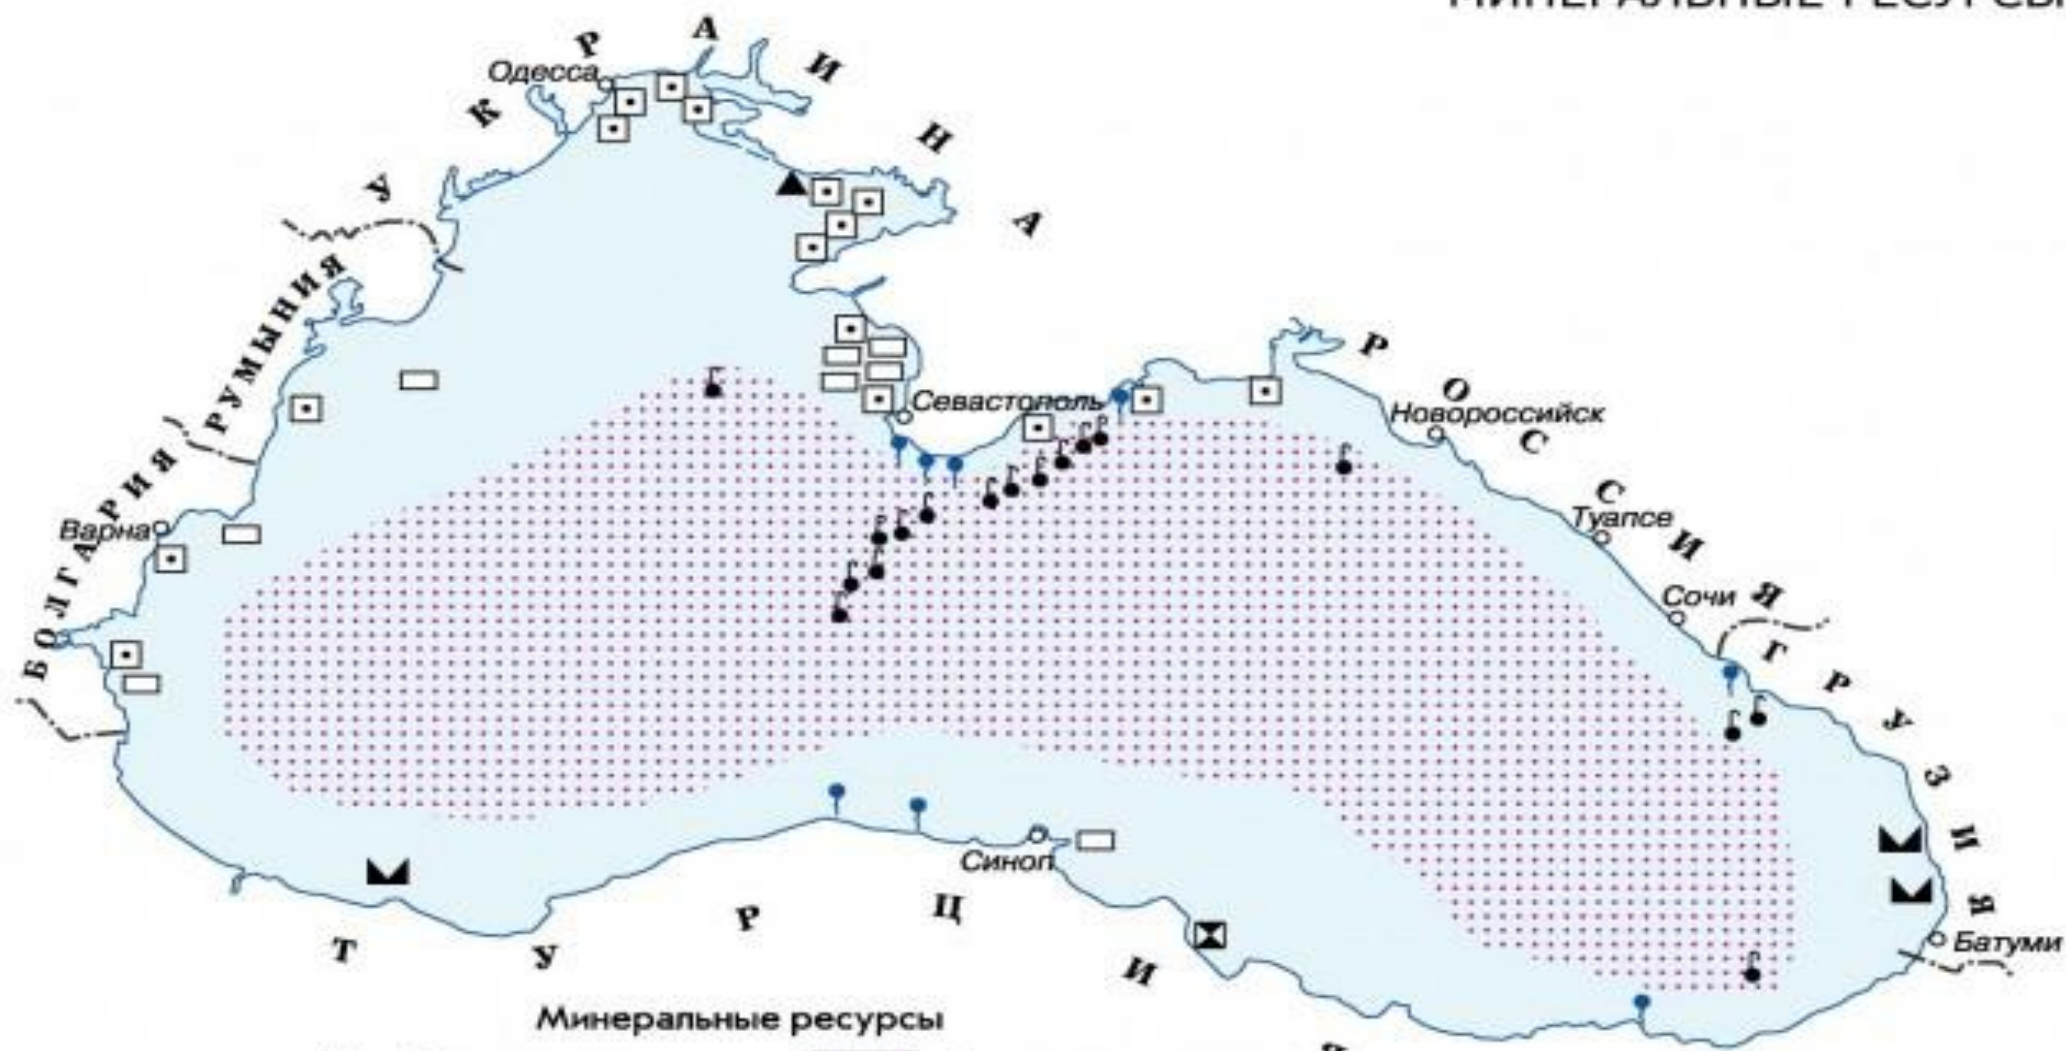 МИНЕРАЛЬНЫЕ РЕСУРСЫ
УКРАИНА
Одесса
РУМЫНИЯ
БОЛГАРИЯ
Варна
Севастополь
РОССИЯ
Новороссийск
Туапсе
Сочи
ГРУЗИЯ
Батуми
Синоп
ТУРЦИЯ
Минеральные ресурсы